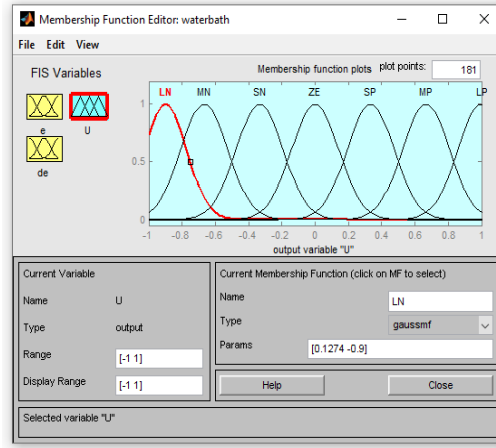 Membership Function Editor: waterbath
File Edit View
FIS Variables
Membership function plots plot points: 181
LN MN SN ZE SP MP LP
e U
de
1
0.5
0
-1 -0.8 -0.6 -0.4 -0.2 0 0.2 0.4 0.6 0.8 1
output variable "U"
Current Variable
Name U
Type output
Range [-1 1]
Display Range [-1 1]
Current Membership Function (click on MF to select)
Name LN
Type gaussmf
Params [0.1274 -0.9]
Help Close
Selected variable "U"